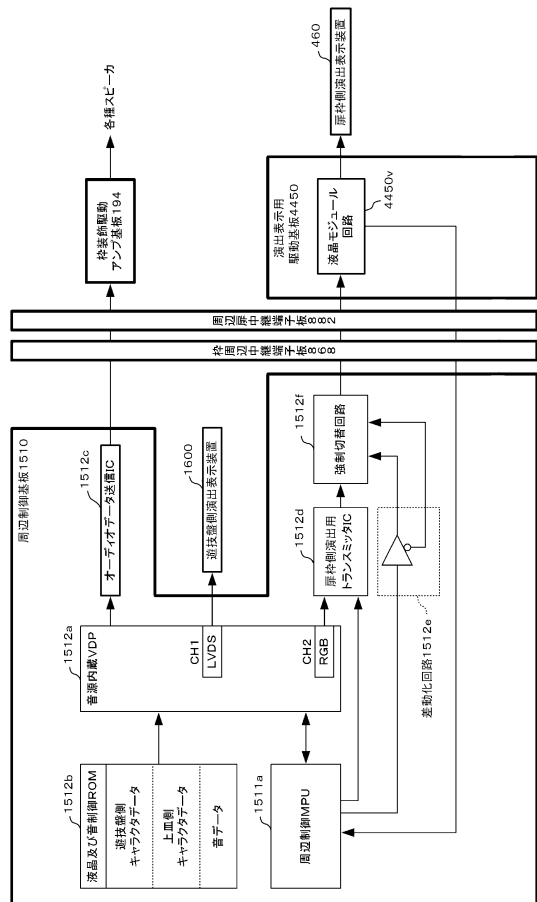 周辺制御基板1510
1512b
液晶及び音制御ROM
遊技盤側
キャラクタデータ
上皿側
キャラクタデータ
音データ
1512a
音源内蔵VDP
CH1
LVDS
CH2
RGB
1512c
オーディオデータ送信IC
1600
遊技盤側演出表示装置
1511a
周辺制御MPU
1512d
扉枠側演出用
トランスミッタIC
1512f
強制切替回路
差動化回路1512e
枠周辺中継端子板868
周辺扉中継端子板882
枠装飾駆動
アンプ基板194
各種スピーカ
演出表示用
駆動基板4450
液晶モジュール
回路
4450v
460
扉枠側演出表示装置